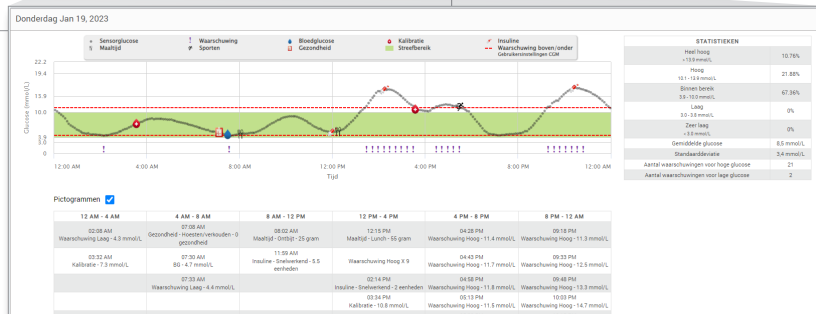 Donderdag Jan 19, 2023
Sensorglucose
Waarschuwing
Bloedglucose
Kalibratie
Insuline
Maaltijd
Sporten
Gezondheid
Streefbereik
Waarschuwing boven/onder
Gebruikersinstellingen CGM
22.2
19.4
13.9
10.0
3.9
3.0
0
Glucose (mmol/L)
12:00 AM 4:00 AM 8:00 AM 12:00 PM 4:00 PM 8:00 PM 12:00 AM
Tijd
STATISTIEKEN
Heel hoog
> 13.9 mmol/L
10.76%
Hoog
10.1 - 13.9 mmol/L
21.88%
Binnen bereik
3.9 - 10.0 mmol/L
67.36%
Laag
3.0 - 3.8 mmol/L
0%
Zeer laag
< 3.0 mmol/L
0%
Gemiddelde glucose 8,5 mmol/L
Standaarddeviatie 3,4 mmol/L
Aantal waarschuwingen voor hoge glucose 21
Aantal waarschuwingen voor lage glucose 2
Pictogrammen
12 AM - 4 AM 4 AM - 8 AM 8 AM - 12 PM 12 PM - 4 PM 4 PM - 8 PM 8 PM - 12 AM
02:08 AM
Waarschuwing Laag - 4.3 mmol/L
07:08 AM
Gezondheid - Hoesten/verkouden - 0
gezondheid
08:02 AM
Maaltijd - Ontbijt - 25 gram
12:15 PM
Maaltijd - Lunch - 55 gram
04:28 PM
Waarschuwing Hoog - 11.4 mmol/L
09:18 PM
Waarschuwing Hoog - 11.3 mmol/L
03:32 AM
Kalibratie - 7.3 mmol/L
07:30 AM
BG - 4.7 mmol/L
11:59 AM
Insuline - Snelwerkend - 5.5
eenheden
Waarschuwing Hoog X 9
04:43 PM
Waarschuwing Hoog - 11.7 mmol/L
09:33 PM
Waarschuwing Hoog - 12.5 mmol/L
07:33 AM
Waarschuwing Laag - 4.4 mmol/L
02:14 PM
Insuline - Snelwerkend - 2 eenheden
04:58 PM
Waarschuwing Hoog - 11.8 mmol/L
09:48 PM
Waarschuwing Hoog - 13.3 mmol/L
03:34 PM
Kalibratie - 10.8 mmol/L
05:13 PM
Waarschuwing Hoog - 11.5 mmol/L
10:03 PM
Waarschuwing Hoog - 14.7 mmol/L